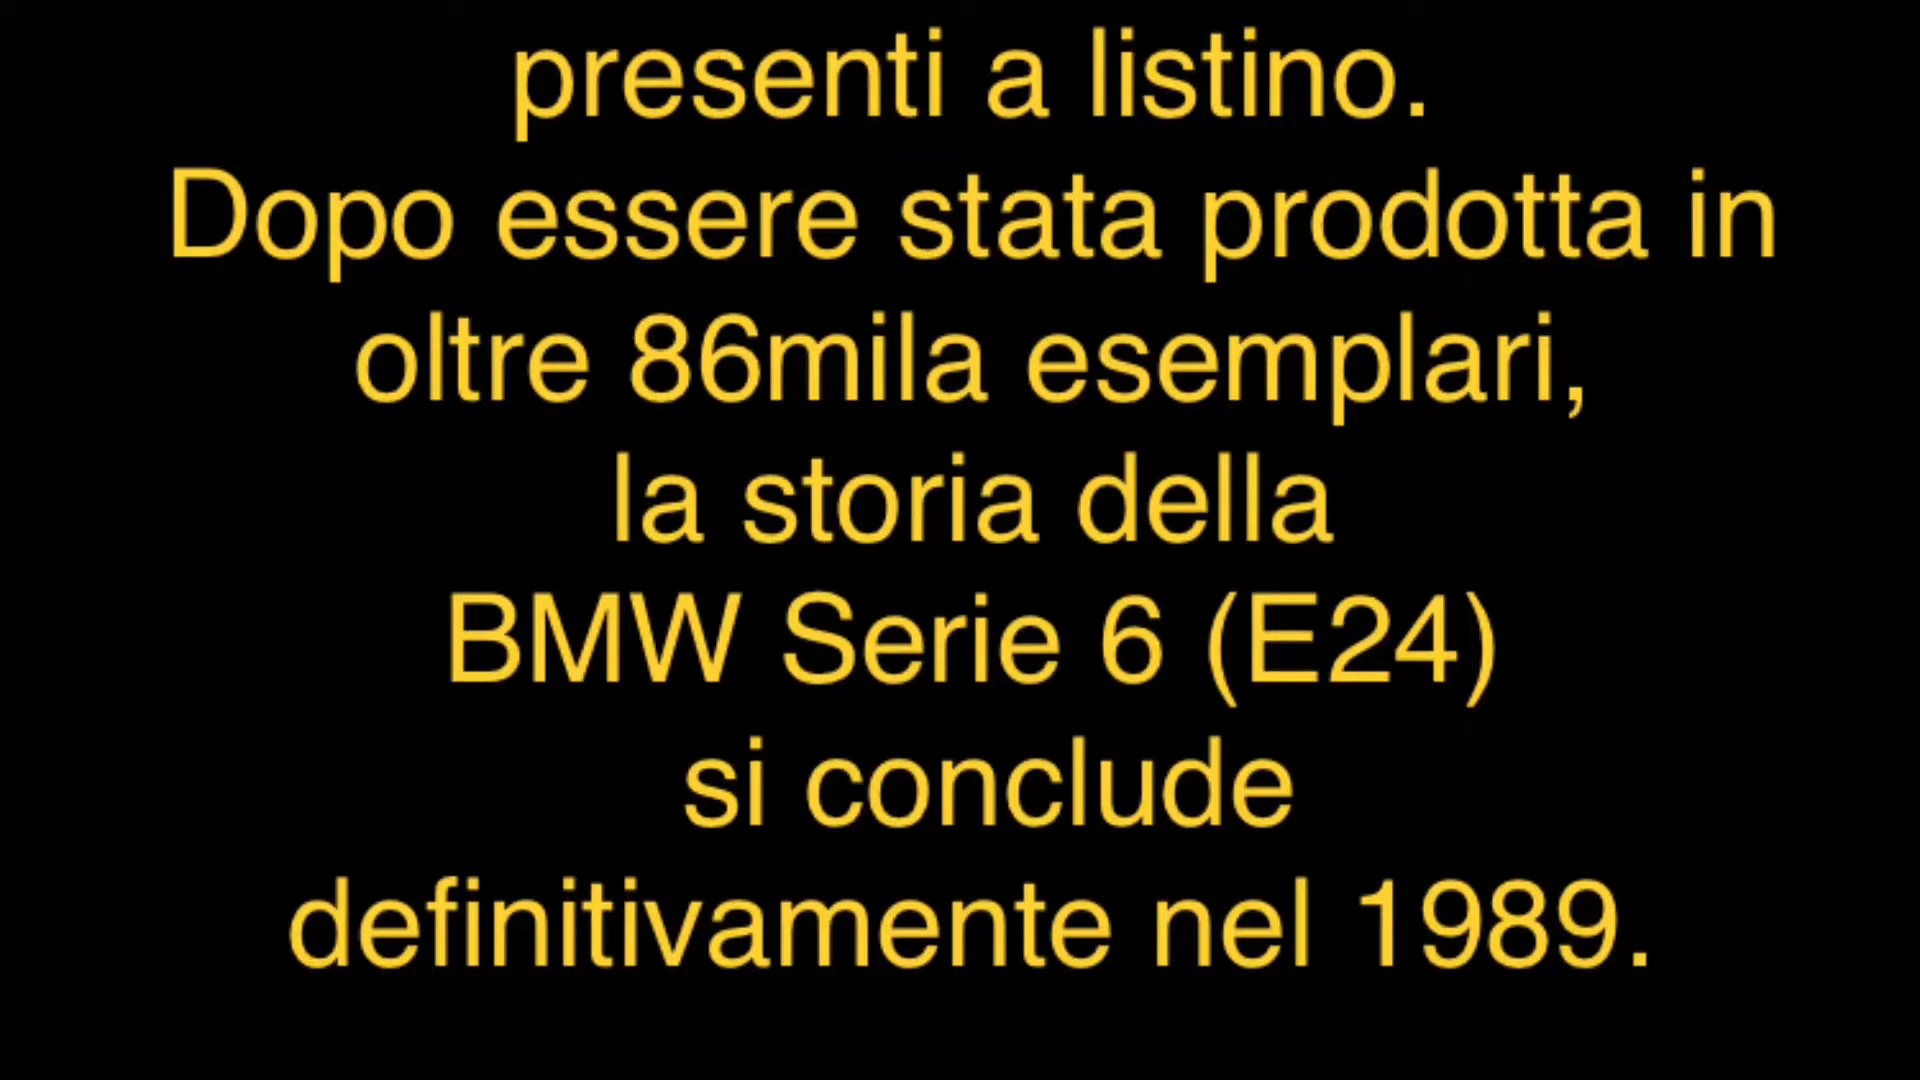 presenti a listino.
Dopo essere stata prodotta in
oltre 86mila esemplari,
la storia della
BMW Serie 6 (E24)
si conclude
definitivamente nel 1989.